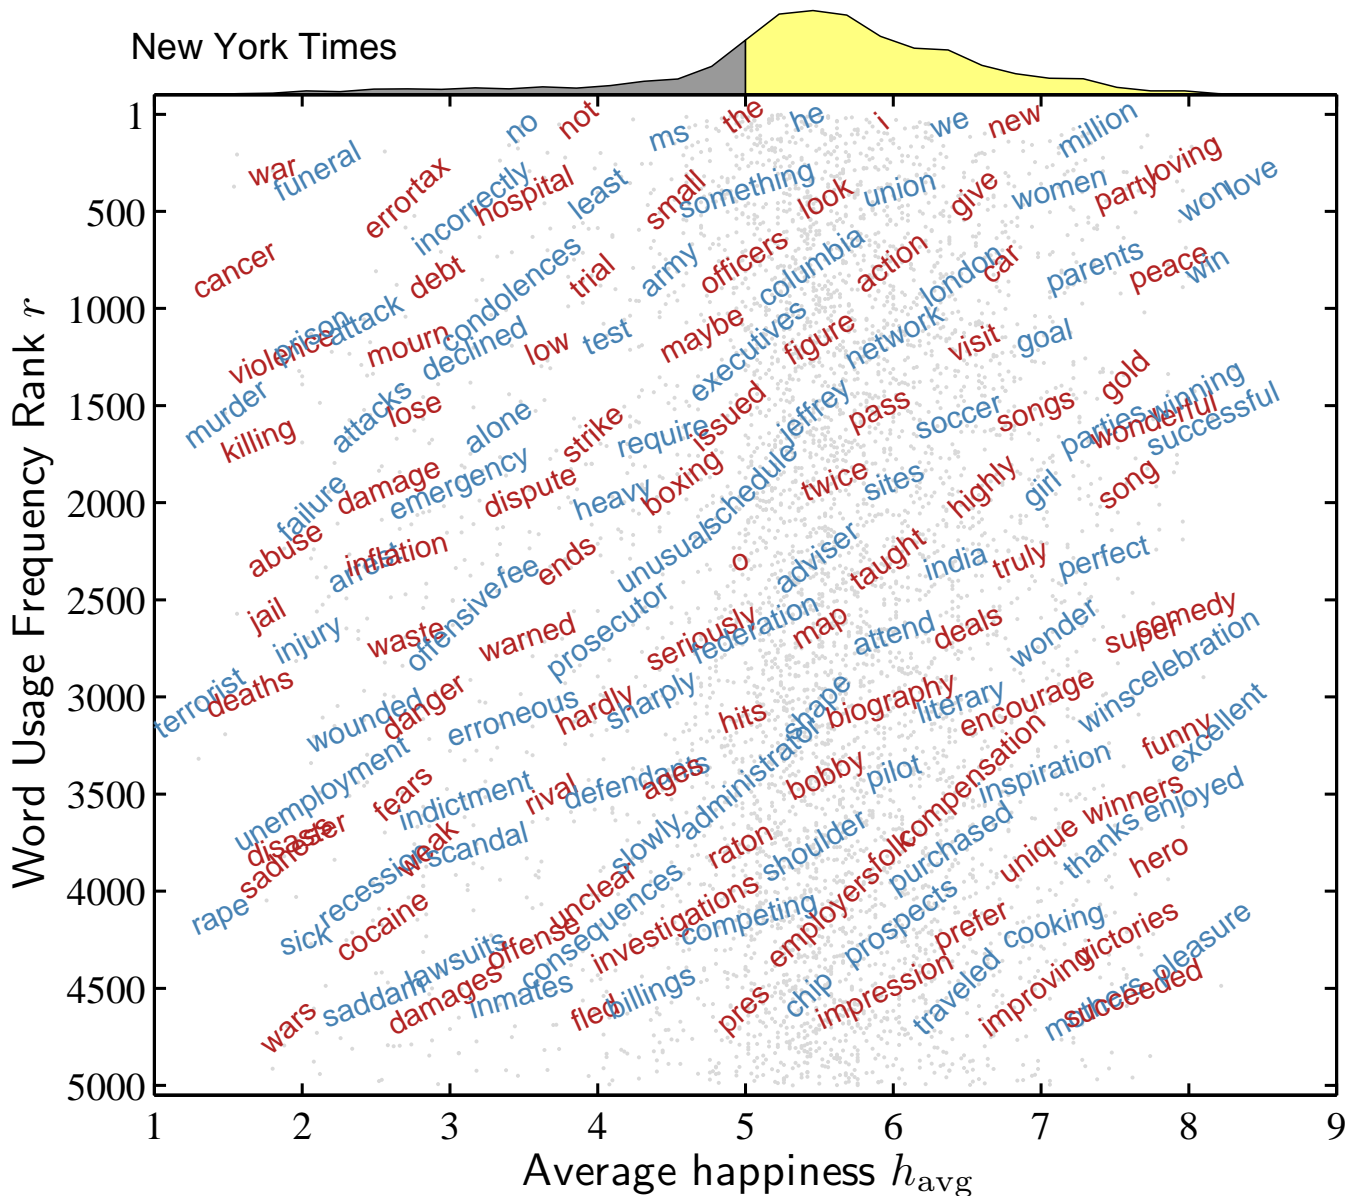 New York Times
1
500
1000
1500
2000
2500
3000
3500
4000
4500
5000
Word Usage Frequency Rank r
no not ms the he i we new million
war funeral errortax incorrectly hospital least small something look union give women party loving won love
cancer debt condolences trial army officers columbia action london car parents peace win
violence prison attack mourn declined low test maybe executives figure network visit goal
murder killing attacks lose alone strike require issued jeffrey pass soccer songs gold parties winning wonderful successful
failure damage emergency dispute heavy boxing schedule twice sites highly girl song
abuse arrest inflation fee ends unusual o adviser taught india truly perfect
jail injury waste offensive warned prosecutor seriously federation map attend deals wonder super comedy
terrorist deaths wounded danger erroneous hardly sharply hits shape biography literary encourage wins celebration
unemployment fears indictment rival defendants ages administrator bobby pilot compensation inspiration funny excellent
disaster sadness weak scandal slowly raton shoulder folk purchased unique winners thanks enjoyed hero
rape sick recession cocaine unclear consequences investigations competing employers prospects prefer cooking victories pleasure
wars saddam lawsuits damages offense inmates fled billings pres chip impression traveled improving mothers succeeded
1 2 3 4 5 6 7 8 9
Average happiness h avg